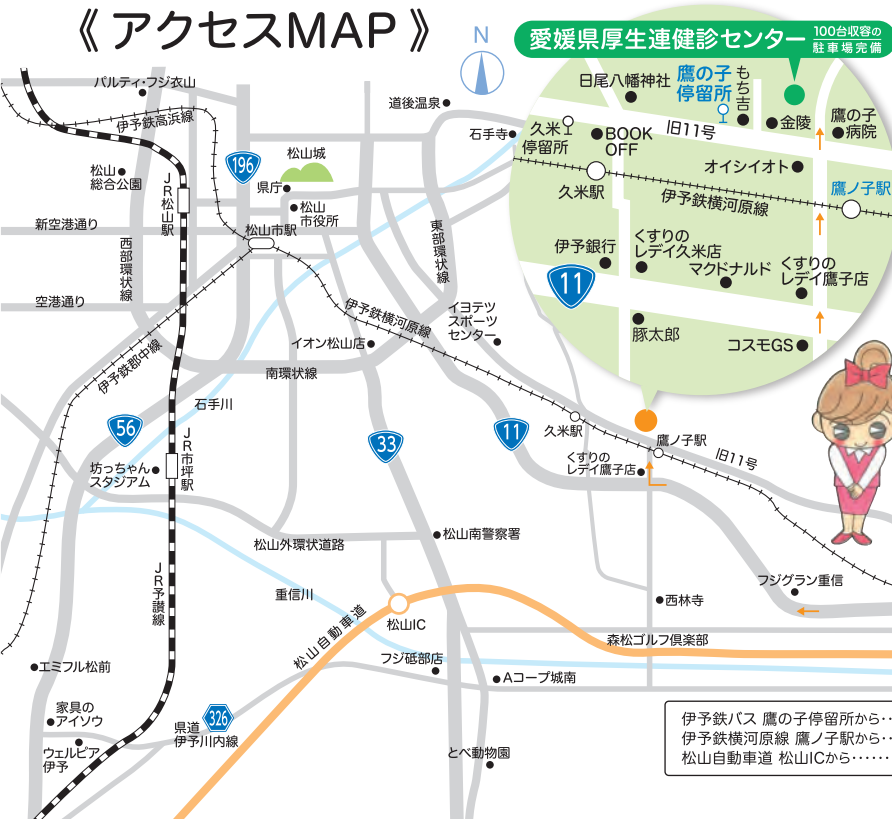 《 アクセスMAP 》
N
愛媛県厚生連健診センター
100台収容の
駐車場完備
日尾八幡神社
鷹の子
停留所
もち吉
金陵
鷹の子
病院
久米
停留所
BOOK
OFF
旧11号
オイシイオト
久米駅
伊予鉄横河原線
鷹ノ子駅
伊予銀行
くすりの
レデイ久米店
マクドナルド
くすりの
レデイ鷹子店
11
豚太郎
コスモGS
パルティ・フジ衣山
伊予鉄高浜線
道後温泉
石手寺
松山
総合公園
JR松山駅
196
松山城
県庁
松山
市役所
新空港通り
松山市駅
西部環状線
東部環状線
空港通り
伊予鉄横河原線
イヨテツ
スポーツ
センター
イオン松山店
伊予鉄郡中線
南環状線
石手川
56
33
11
久米駅
鷹ノ子駅
旧11号
くすりの
レデイ鷹子店
坊っちゃん
スタジアム
JR市坪駅
松山外環状道路
松山南警察署
JR予讃線
重信川
フジグラン重信
松山IC
西林寺
松山自動車道
森松ゴルフ倶楽部
フジ砥部店
エミフル松前
Aコープ城南
家具の
アイソウ
326
県道
伊予川内線
ウェルピア
伊予
とべ動物園
伊予鉄バス 鷹の子停留所から‥
伊予鉄横河原線 鷹ノ子駅から‥
松山自動車道 松山ICから‥‥‥